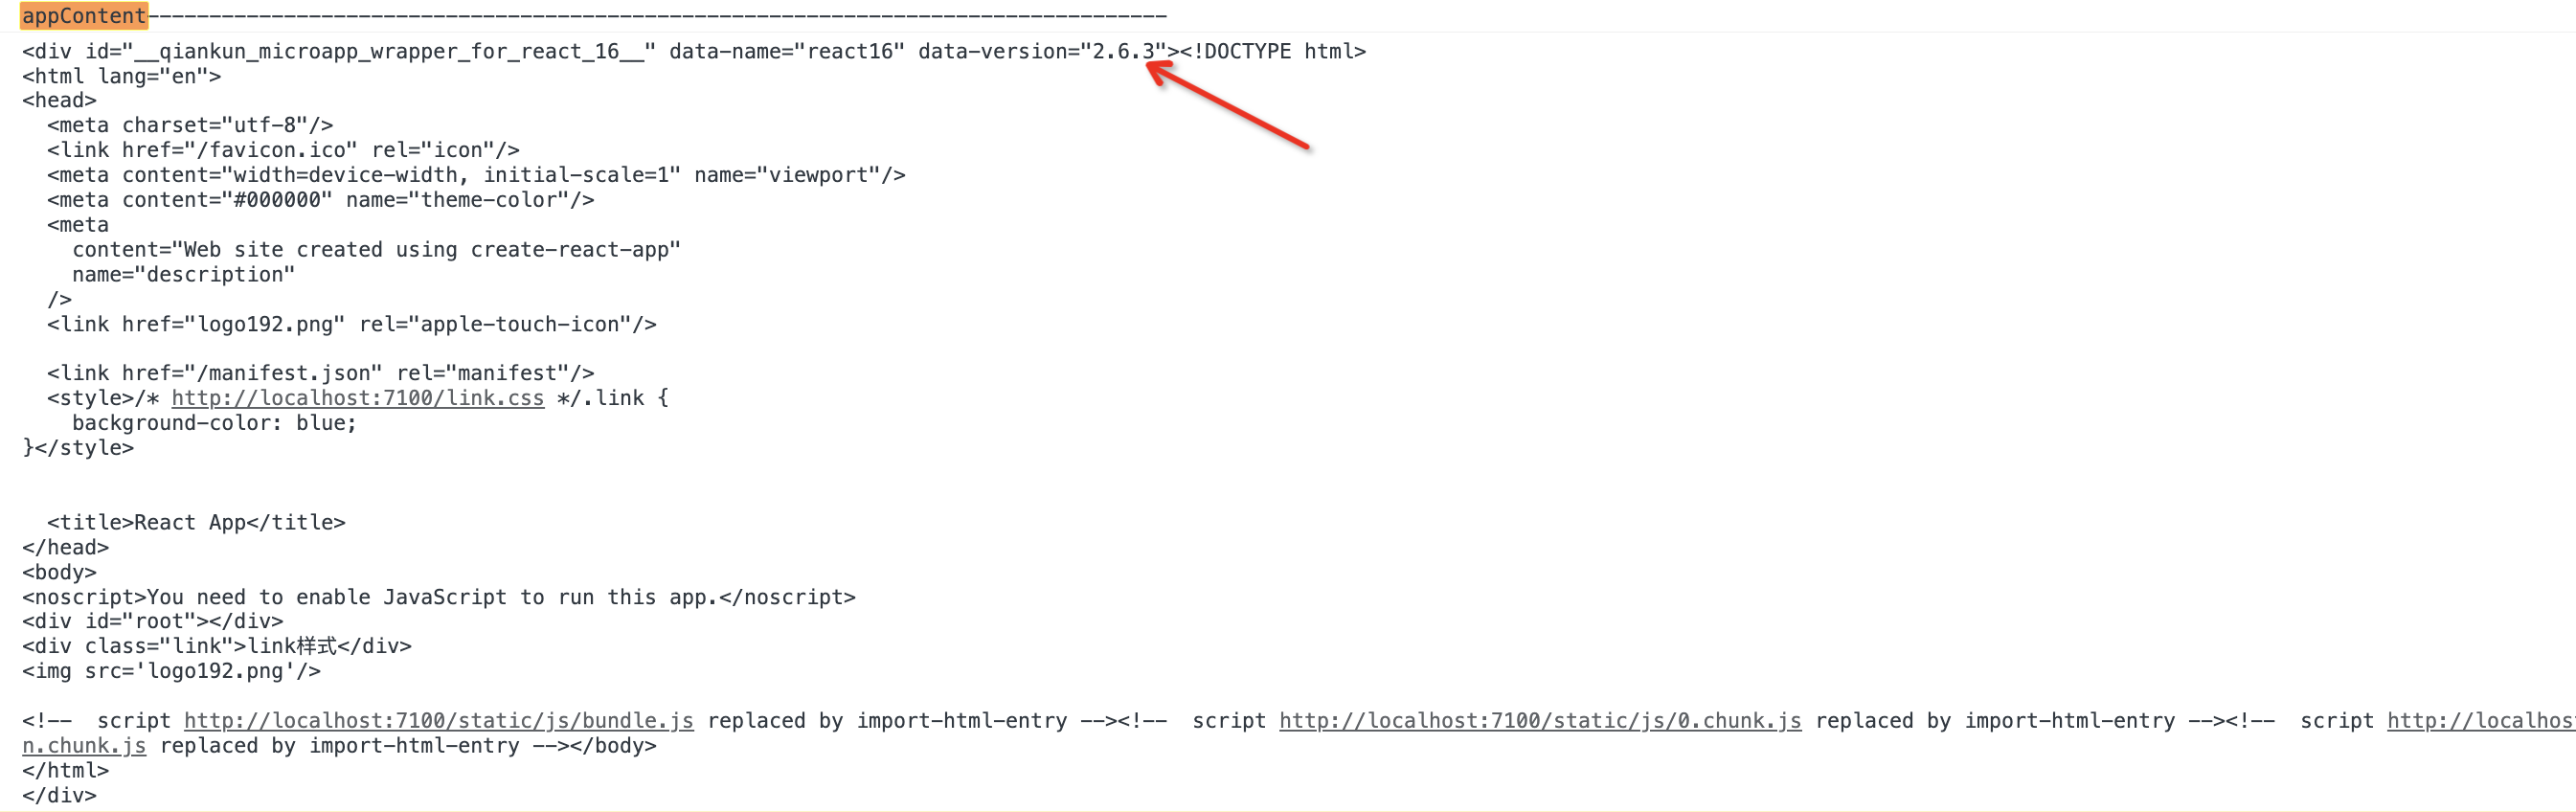 appContent----------------------------------------------------------------------------------
<div id="__qiankun_microapp_wrapper_for_react_16__" data-name="react16" data-version="2.6.3"><!DOCTYPE html>
<html lang="en">
<head>
  <meta charset="utf-8"/>
  <link href="/favicon.ico" rel="icon"/>
  <meta content="width=device-width, initial-scale=1" name="viewport"/>
  <meta content="#000000" name="theme-color"/>
  <meta
    content="Web site created using create-react-app"
    name="description"
  />
  <link href="logo192.png" rel="apple-touch-icon"/>
  <link href="/manifest.json" rel="manifest"/>
  <style>/* http://localhost:7100/link.css */.link {
    background-color: blue;
}</style>
  <title>React App</title>
</head>
<body>
<noscript>You need to enable JavaScript to run this app.</noscript>
<div id="root"></div>
<div class="link">link样式</div>
<img src='logo192.png'/>
<!--  script http://localhost:7100/static/js/bundle.js replaced by import-html-entry --><!--  script http://localhost:7100/static/js/0.chunk.js replaced by import-html-entry --><!--  script http://localhos
n.chunk.js replaced by import-html-entry --></body>
</html>
</div>